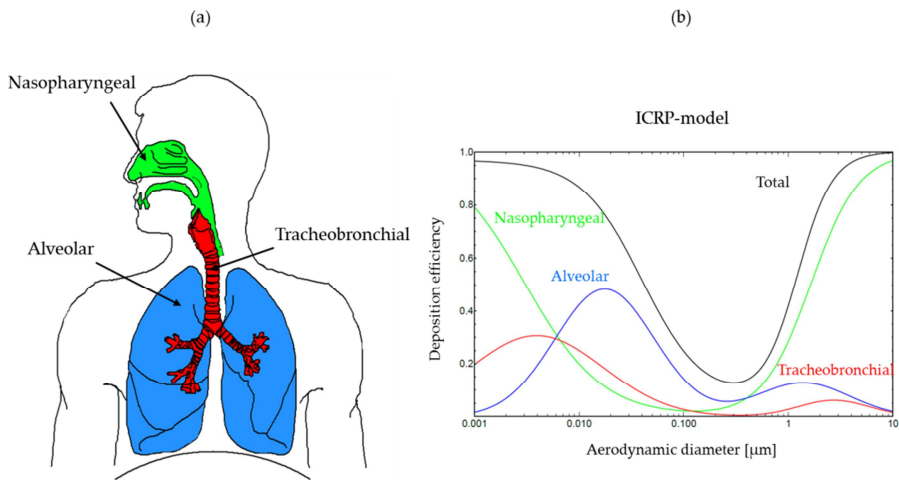 (a)
Nasopharyngeal
Alveolar
Tracheobronchial
(b)
ICRP-model
Deposition efficiency
1.0
0.8
0.6
0.4
0.2
Total
Nasopharyngeal
Alveolar
Tracheobronchial
0.001
0.010
0.100
1
10
Aerodynamic diameter [μm]